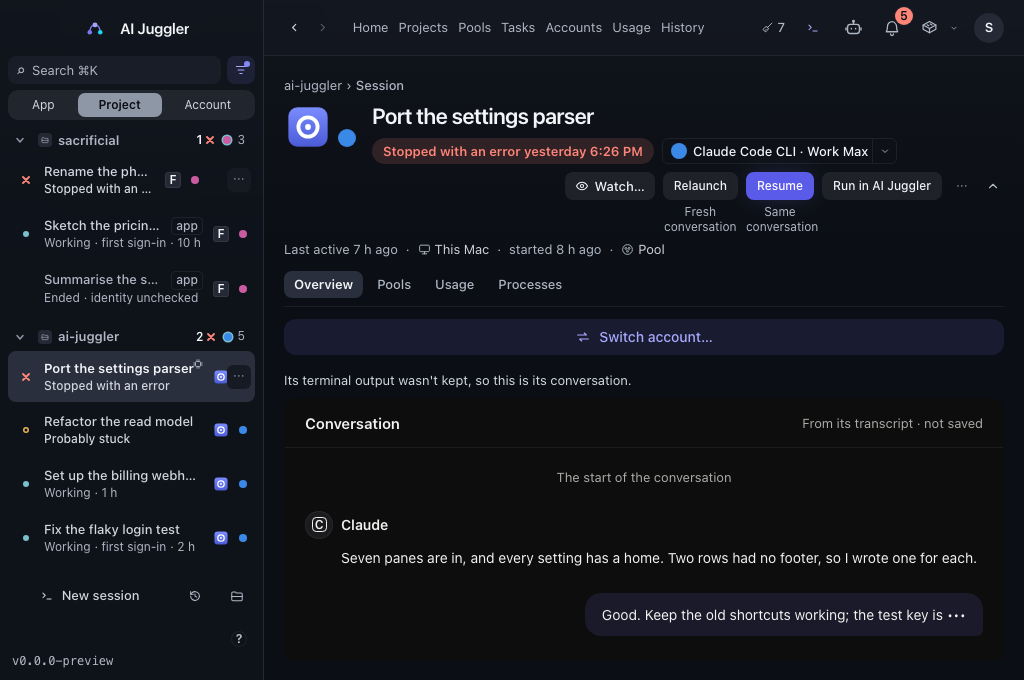 AI Juggler
Search ⌘K
App Project Account
sacrificial 1 3
Rename the ph...
Stopped with an ...
F
Sketch the pricin... app
Working · first sign-in · 10 h
F
Summarise the s... app
Ended · identity unchecked
F
ai-juggler 2 5
Port the settings parser
Stopped with an error
Refactor the read model
Probably stuck
Set up the billing webh...
Working · 1 h
Fix the flaky login test
Working · first sign-in · 2 h
New session
?
v0.0.0-preview
Home Projects Pools Tasks Accounts Usage History
7
5
S
ai-juggler › Session
Port the settings parser
Stopped with an error yesterday 6:26 PM
Claude Code CLI · Work Max
Watch...
Relaunch
Resume
Run in AI Juggler
Fresh conversation
Same conversation
Last active 7 h ago · This Mac · started 8 h ago · Pool
Overview Pools Usage Processes
Switch account...
Its terminal output wasn't kept, so this is its conversation.
Conversation
From its transcript · not saved
The start of the conversation
C Claude
Seven panes are in, and every setting has a home. Two rows had no footer, so I wrote one for each.
Good. Keep the old shortcuts working; the test key is •••